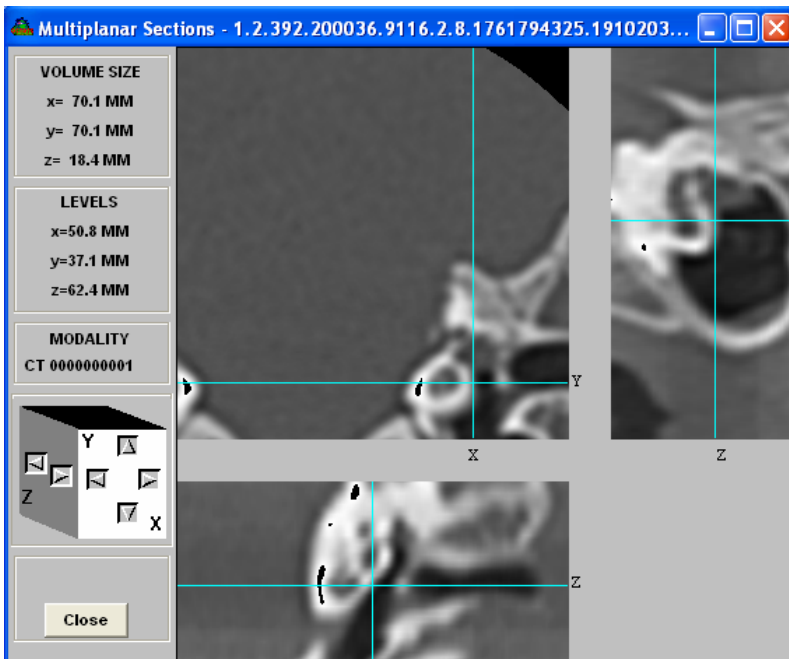 Multiplanar Sections - 1.2.392.200036.9116.2.8.1761794325.1910203...
VOLUME SIZE
x= 70.1 MM
y= 70.1 MM
z= 18.4 MM
LEVELS
x=50.8 MM
y=37.1 MM
z=62.4 MM
MODALITY
CT 0000000001
Y
Z
X
Close
Y
X
Z
Z